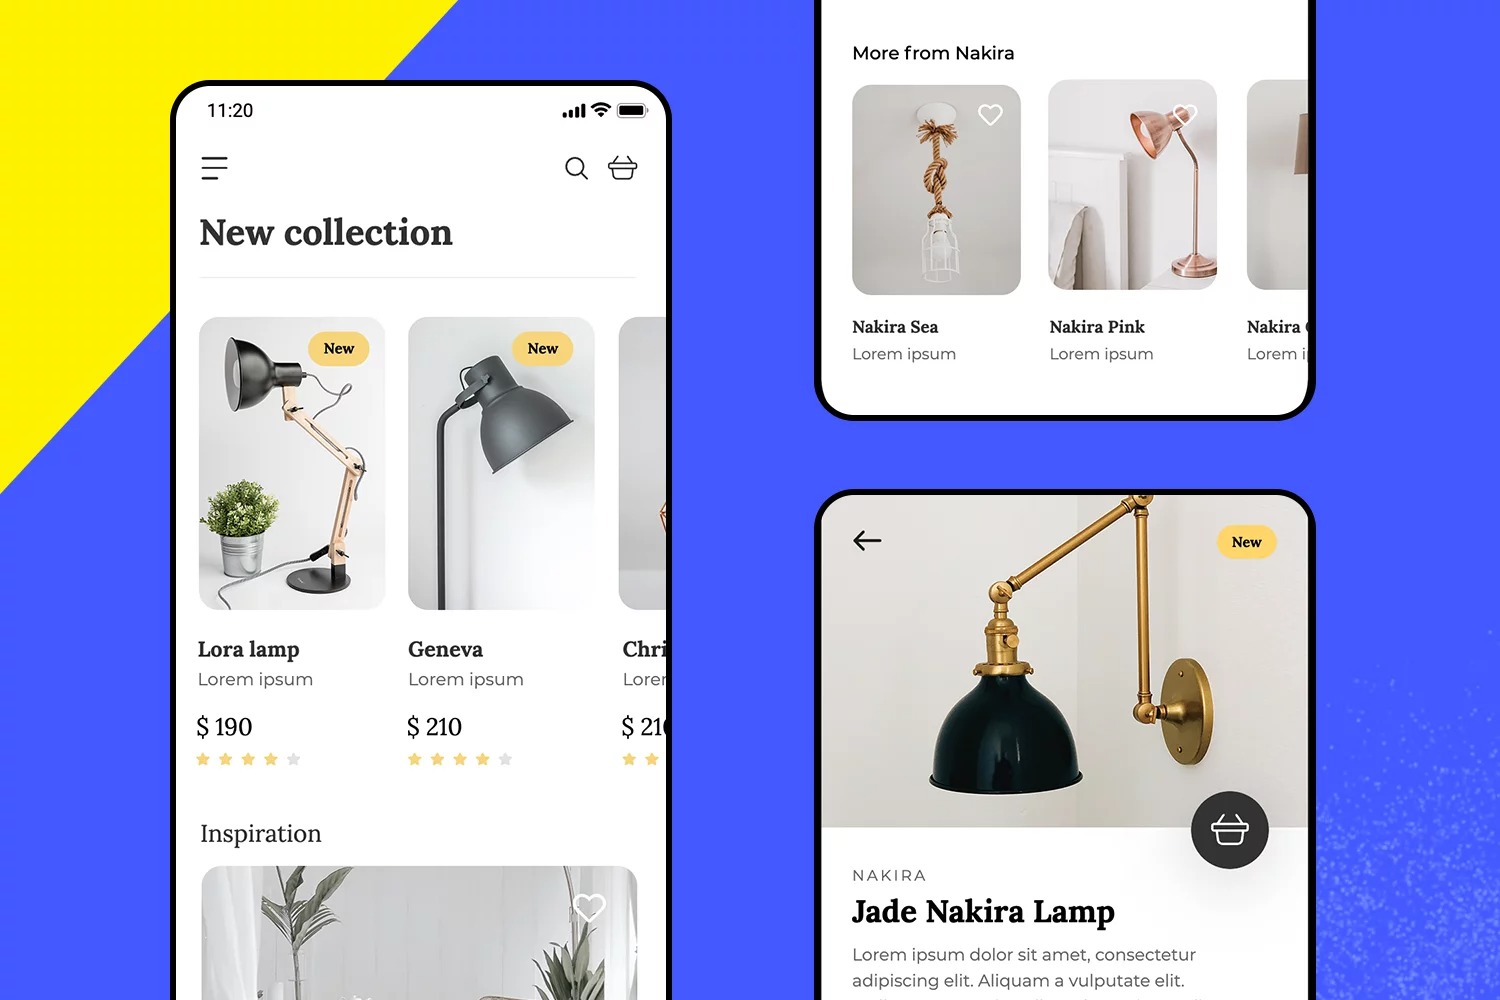 11:20
New collection
New
New
Lora lamp
Lorem ipsum
$ 190
Geneva
Lorem ipsum
$ 210
Chri
Lorer
$ 210
Inspiration
More from Nakira
Nakira Sea
Lorem ipsum
Nakira Pink
Lorem ipsum
Nakira
Lorem i
New
NAKIRA
Jade Nakira Lamp
Lorem ipsum dolor sit amet, consectetur
adipiscing elit. Aliquam a vulputate elit.